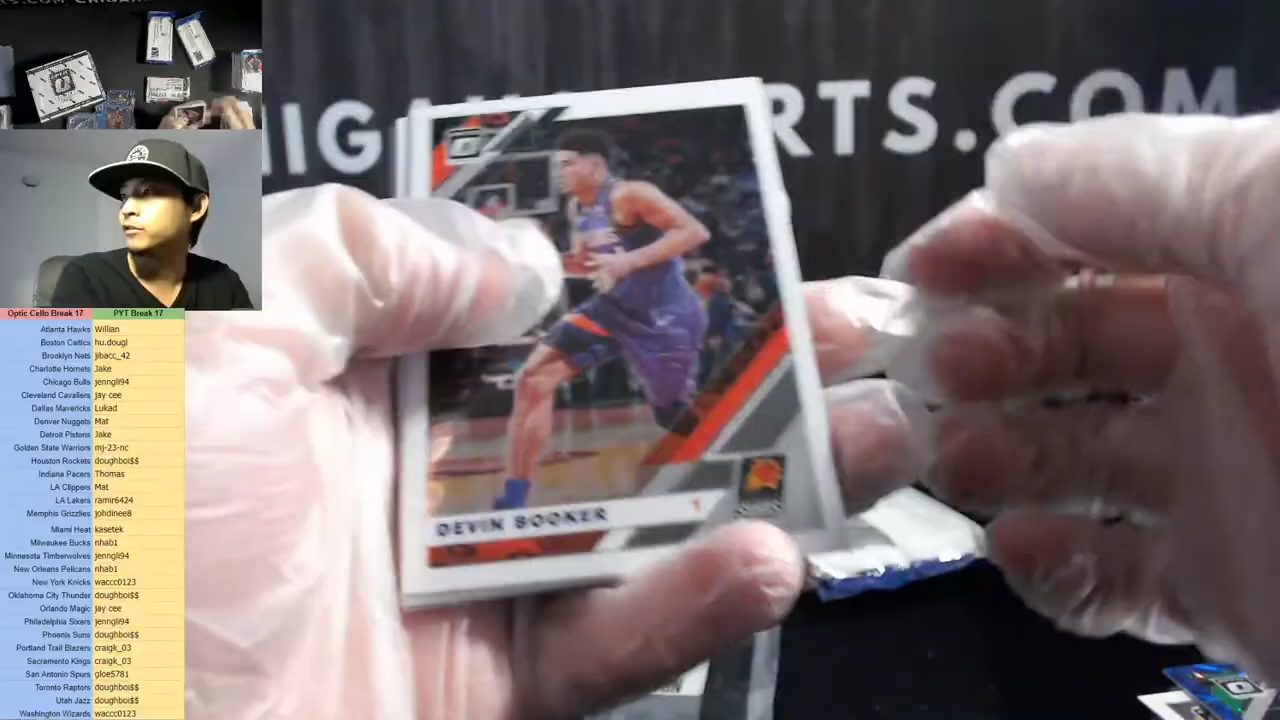 RTS.COM
DEVIN BOOKER 1
SUNS
Optic Cello Break 17 PYT Break 17
Atlanta Hawks Willian
Boston Celtics hu.dougl
Brooklyn Nets jibacc_42
Charlotte Hornets Jake
Chicago Bulls jenngli94
Cleveland Cavaliers jay cee
Dallas Mavericks Lukad
Denver Nuggets Mat
Detroit Pistons Jake
Golden State Warriors mj-23-nc
Houston Rockets doughboi$$
Indiana Pacers Thomas
LA Clippers Mat
LA Lakers ramir6424
Memphis Grizzlies johdinee8
Miami Heat kasetek
Milwaukee Bucks nhab1
Minnesota Timberwolves jenngli94
New Orleans Pelicans nhab1
New York Knicks waccc0123
Oklahoma City Thunder doughboi$$
Orlando Magic jay cee
Philadelphia Sixers jenngli94
Phoenix Suns doughboi$$
Portland Trail Blazers craigk_03
Sacramento Kings craigk_03
San Antonio Spurs gloe5781
Toronto Raptors doughboi$$
Utah Jazz doughboi$$
Washington Wizards waccc0123